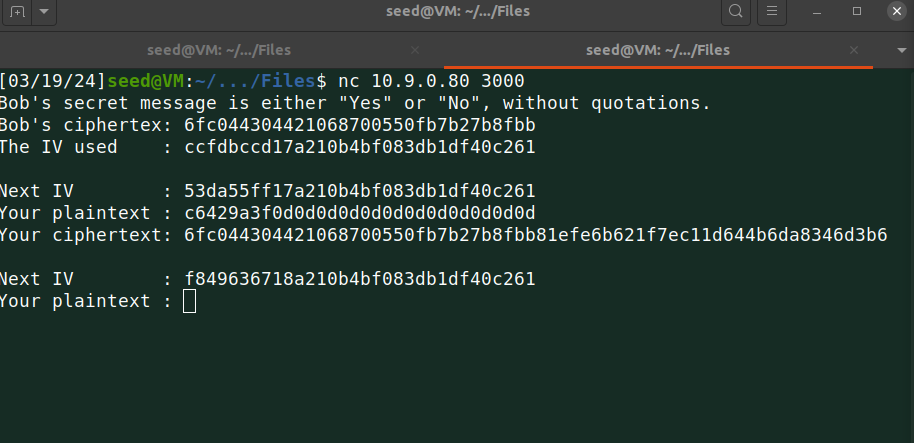 seed@VM: ~/.../Files
seed@VM: ~/.../Files
seed@VM: ~/.../Files
[03/19/24]seed@VM:~/.../Files$ nc 10.9.0.80 3000
Bob's secret message is either "Yes" or "No", without quotations.
Bob's ciphertex: 6fc044304421068700550fb7b27b8fbb
The IV used    : ccfdbccd17a210b4bf083db1df40c261
Next IV        : 53da55ff17a210b4bf083db1df40c261
Your plaintext : c6429a3f0d0d0d0d0d0d0d0d0d0d0d0d
Your ciphertext: 6fc044304421068700550fb7b27b8fbb81efe6b621f7ec11d644b6da8346d3b6
Next IV        : f849636718a210b4bf083db1df40c261
Your plaintext :